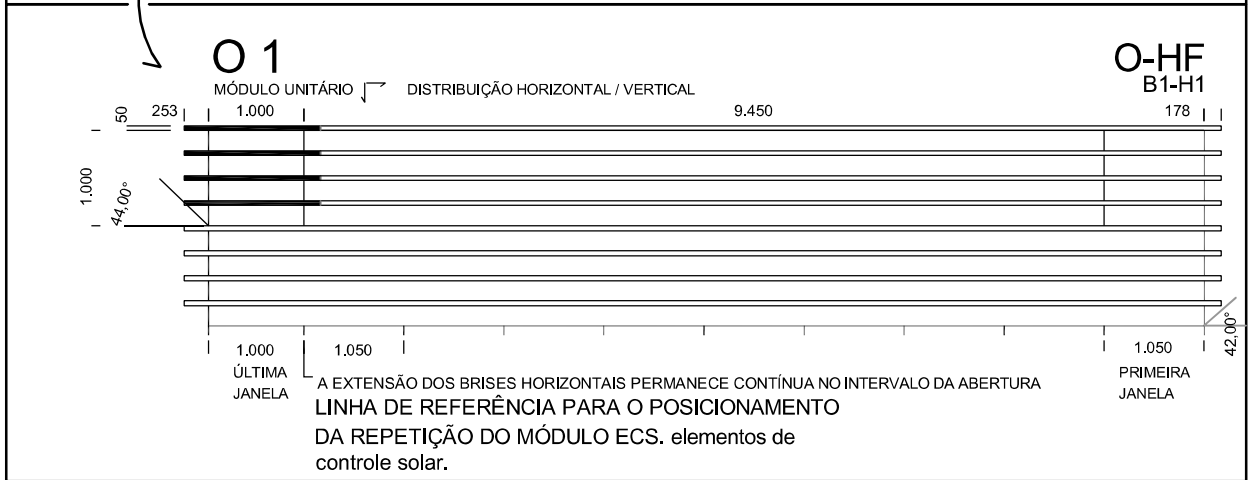 O 1
O-HF
B1-H1
MÓDULO UNITÁRIO
DISTRIBUIÇÃO HORIZONTAL / VERTICAL
50
253
1.000
9.450
178
1.000
44,00°
42,00°
1.000
1.050
1.050
ÚLTIMA
JANELA
PRIMEIRA
JANELA
A EXTENSÃO DOS BRISES HORIZONTAIS PERMANECE CONTÍNUA NO INTERVALO DA ABERTURA
LINHA DE REFERÊNCIA PARA O POSICIONAMENTO
DA REPETIÇÃO DO MÓDULO ECS. elementos de
controle solar.